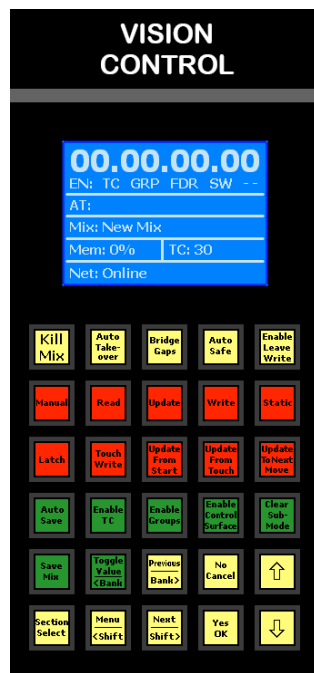 VISION
CONTROL
00.00.00.00
EN: TC GRP FDR SW --
AT:
Mix: New Mix
Mem: 0% TC: 30
Net: Online
Kill
Mix
Auto
Take-
over
Bridge
Gaps
Auto
Safe
Enable
Leave
Write
Manual
Read
Update
Write
Static
Latch
Touch
Write
Update
From
Start
Update
From
Touch
Update
ToNext
Move
Auto
Save
Enable
TC
Enable
Groups
Enable
Control
Surface
Clear
Sub-
Mode
Save
Mix
Toggle
Value
<Bank
Previous
Bank>
No
Cancel
Section
Select
Menu
<Shift
Next
Shift>
Yes
OK